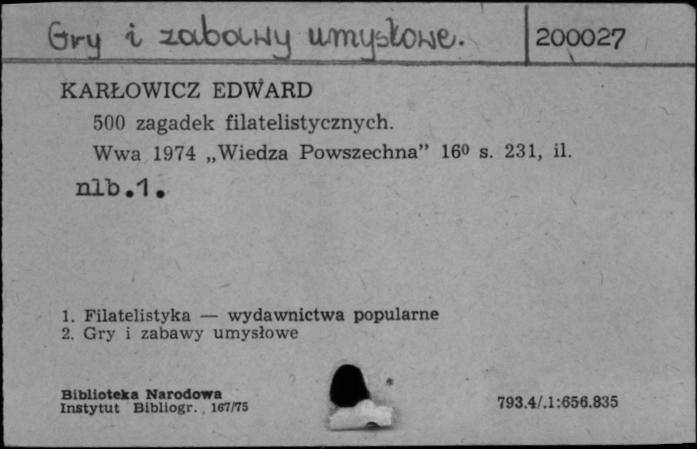 Gry i zabawy umysłowe. 200027
KARŁOWICZ EDWARD
500 zagadek filatelistycznych.
Wwa 1974 „Wiedza Powszechna” 16⁰ s. 231, il.
nlb.1.
1. Filatelistyka — wydawnictwa popularne
2. Gry i zabawy umysłowe
Biblioteka Narodowa
Instytut Bibliogr. 167/75
793.4/.1:656.835